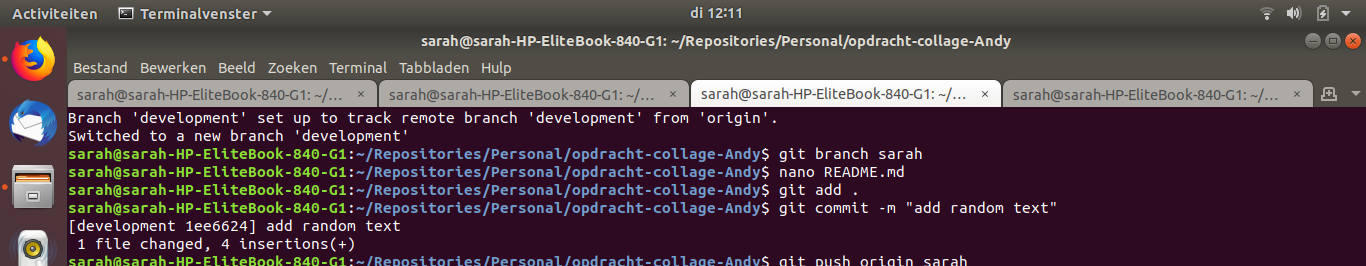 Activiteiten Terminalvenster di 12:11
sarah@sarah-HP-EliteBook-840-G1: ~/Repositories/Personal/opdracht-collage-Andy
Bestand Bewerken Beeld Zoeken Terminal Tabbladen Hulp
sarah@sarah-HP-EliteBook-840-G1: ~/… × sarah@sarah-HP-EliteBook-840-G1: ~/… × sarah@sarah-HP-EliteBook-840-G1: ~/… × sarah@sarah-HP-EliteBook-840-G1: ~/… ×
Branch 'development' set up to track remote branch 'development' from 'origin'.
Switched to a new branch 'development'
sarah@sarah-HP-EliteBook-840-G1:~/Repositories/Personal/opdracht-collage-Andy$ git branch sarah
sarah@sarah-HP-EliteBook-840-G1:~/Repositories/Personal/opdracht-collage-Andy$ nano README.md
sarah@sarah-HP-EliteBook-840-G1:~/Repositories/Personal/opdracht-collage-Andy$ git add .
sarah@sarah-HP-EliteBook-840-G1:~/Repositories/Personal/opdracht-collage-Andy$ git commit -m "add random text"
[development 1ee6624] add random text
 1 file changed, 4 insertions(+)
sarah@sarah-HP-EliteBook-840-G1:~/Repositories/Personal/opdracht-collage-Andy$ git push origin sarah